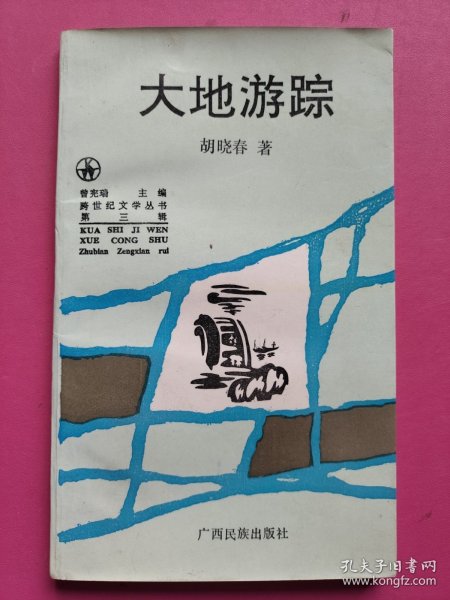 大地游踪
胡晓春 著
曾宪瑞 主编
跨世纪文学丛书
第三辑
KUA SHI JI WEN
XUE CONG SHU
Zhubian Zengxian rui
广西民族出版社
孔夫子旧书网
www.kongfz.com